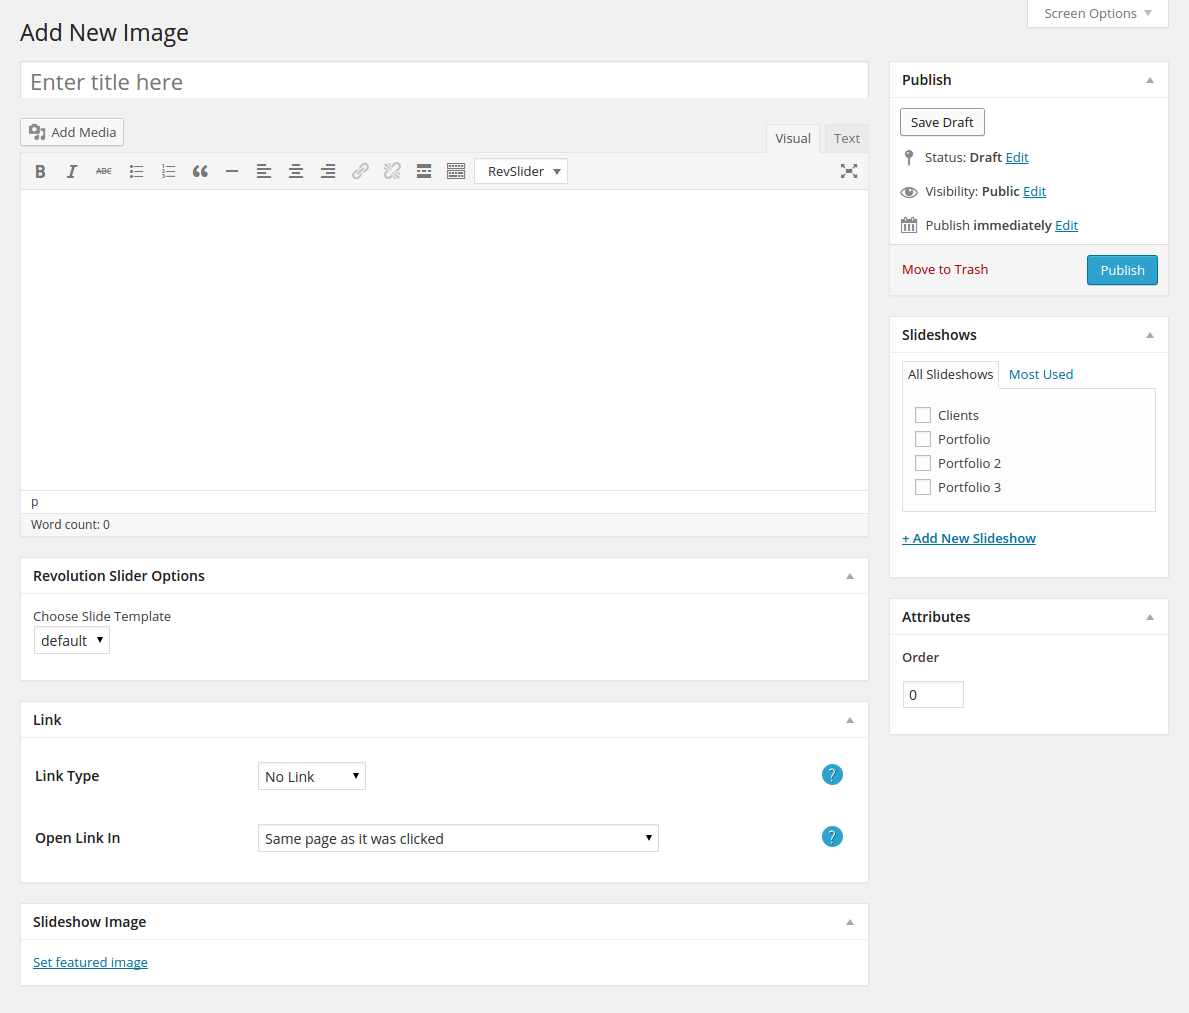 Screen Options
Add New Image
Enter title here
Add Media
Visual
Text
B I ABC
RevSlider
p
Word count: 0
Revolution Slider Options
Choose Slide Template
default
Link
Link Type
No Link
?
Open Link In
Same page as it was clicked
?
Slideshow Image
Set featured image
Publish
Save Draft
Status: Draft Edit
Visibility: Public Edit
Publish immediately Edit
Move to Trash
Publish
Slideshows
All Slideshows
Most Used
Clients
Portfolio
Portfolio 2
Portfolio 3
+ Add New Slideshow
Attributes
Order
0